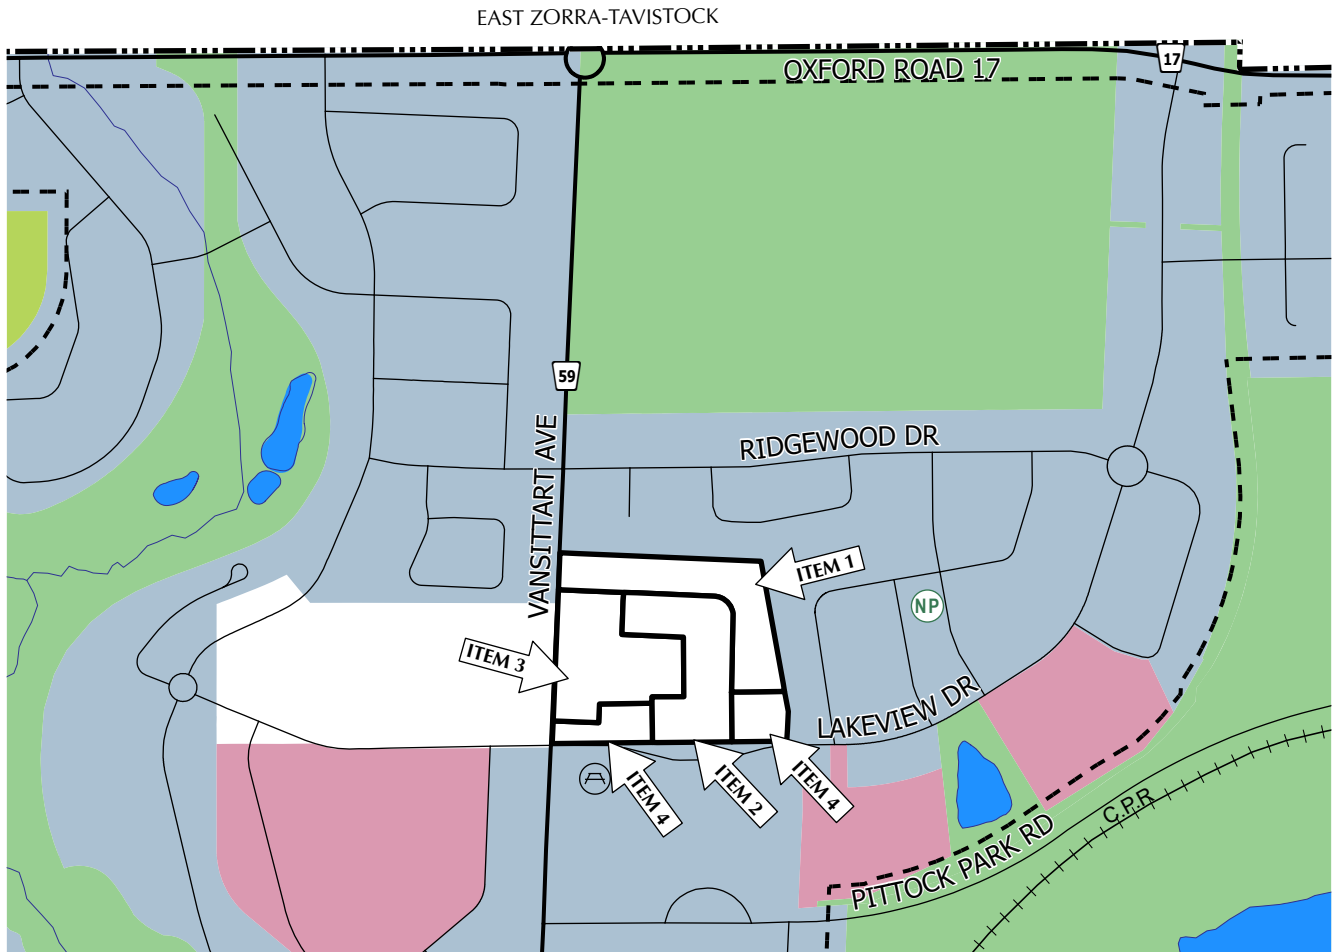 EAST ZORRA-TAVISTOCK
17
OXFORD ROAD 17
59
RIDGEWOOD DR
VANSITTART AVE
ITEM 1
NP
ITEM 3
LAKEVIEW DR
ITEM 4
ITEM 2
ITEM 4
C.P.R
PITTOCK PARK RD